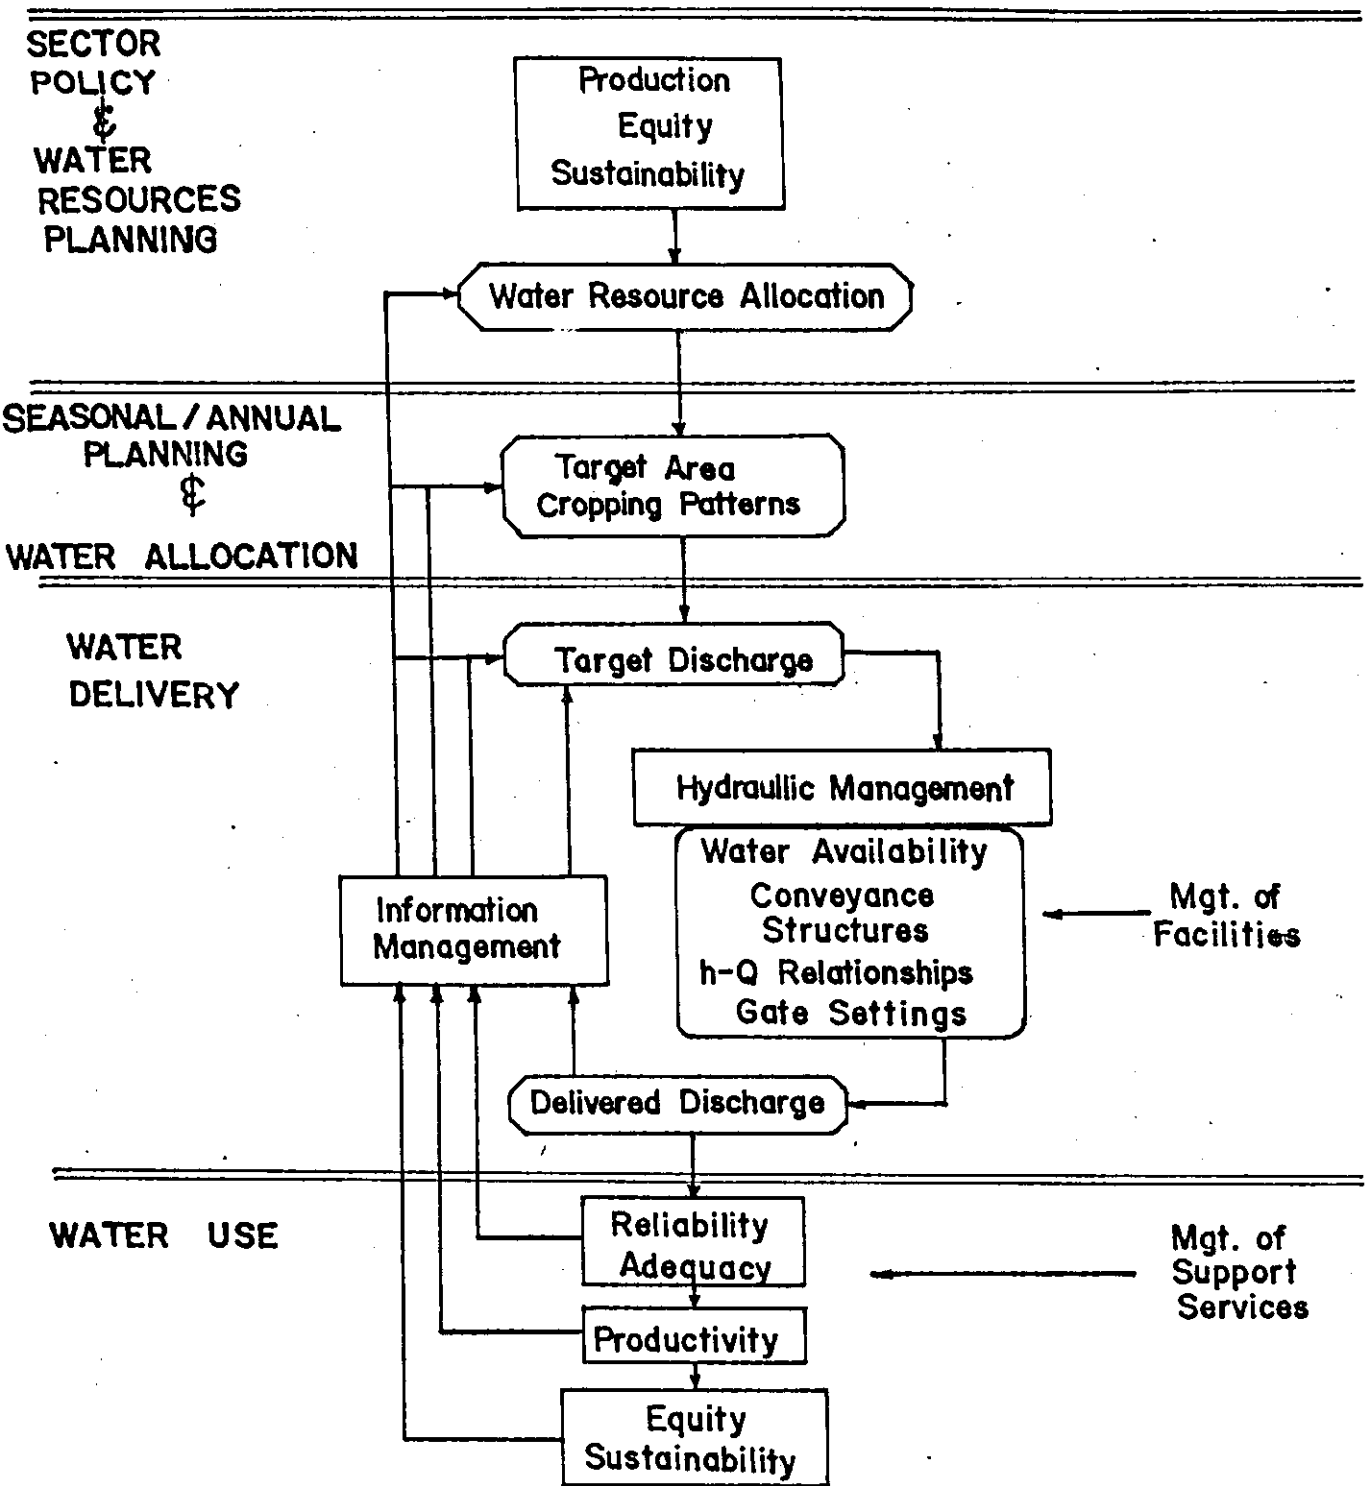 SECTOR
POLICY
&
WATER
RESOURCES
PLANNING
Production
Equity
Sustainability
Water Resource Allocation
SEASONAL/ANNUAL
PLANNING
&
WATER ALLOCATION
Target Area
Cropping Patterns
WATER
DELIVERY
Target Discharge
Hydraullic Management
Water Availability
Conveyance
Structures
h-Q Relationships
Gate Settings
Mgt. of
Facilities
Information
Management
Delivered Discharge
WATER USE
Reliability
Adequacy
Productivity
Equity
Sustainability
Mgt. of
Support
Services